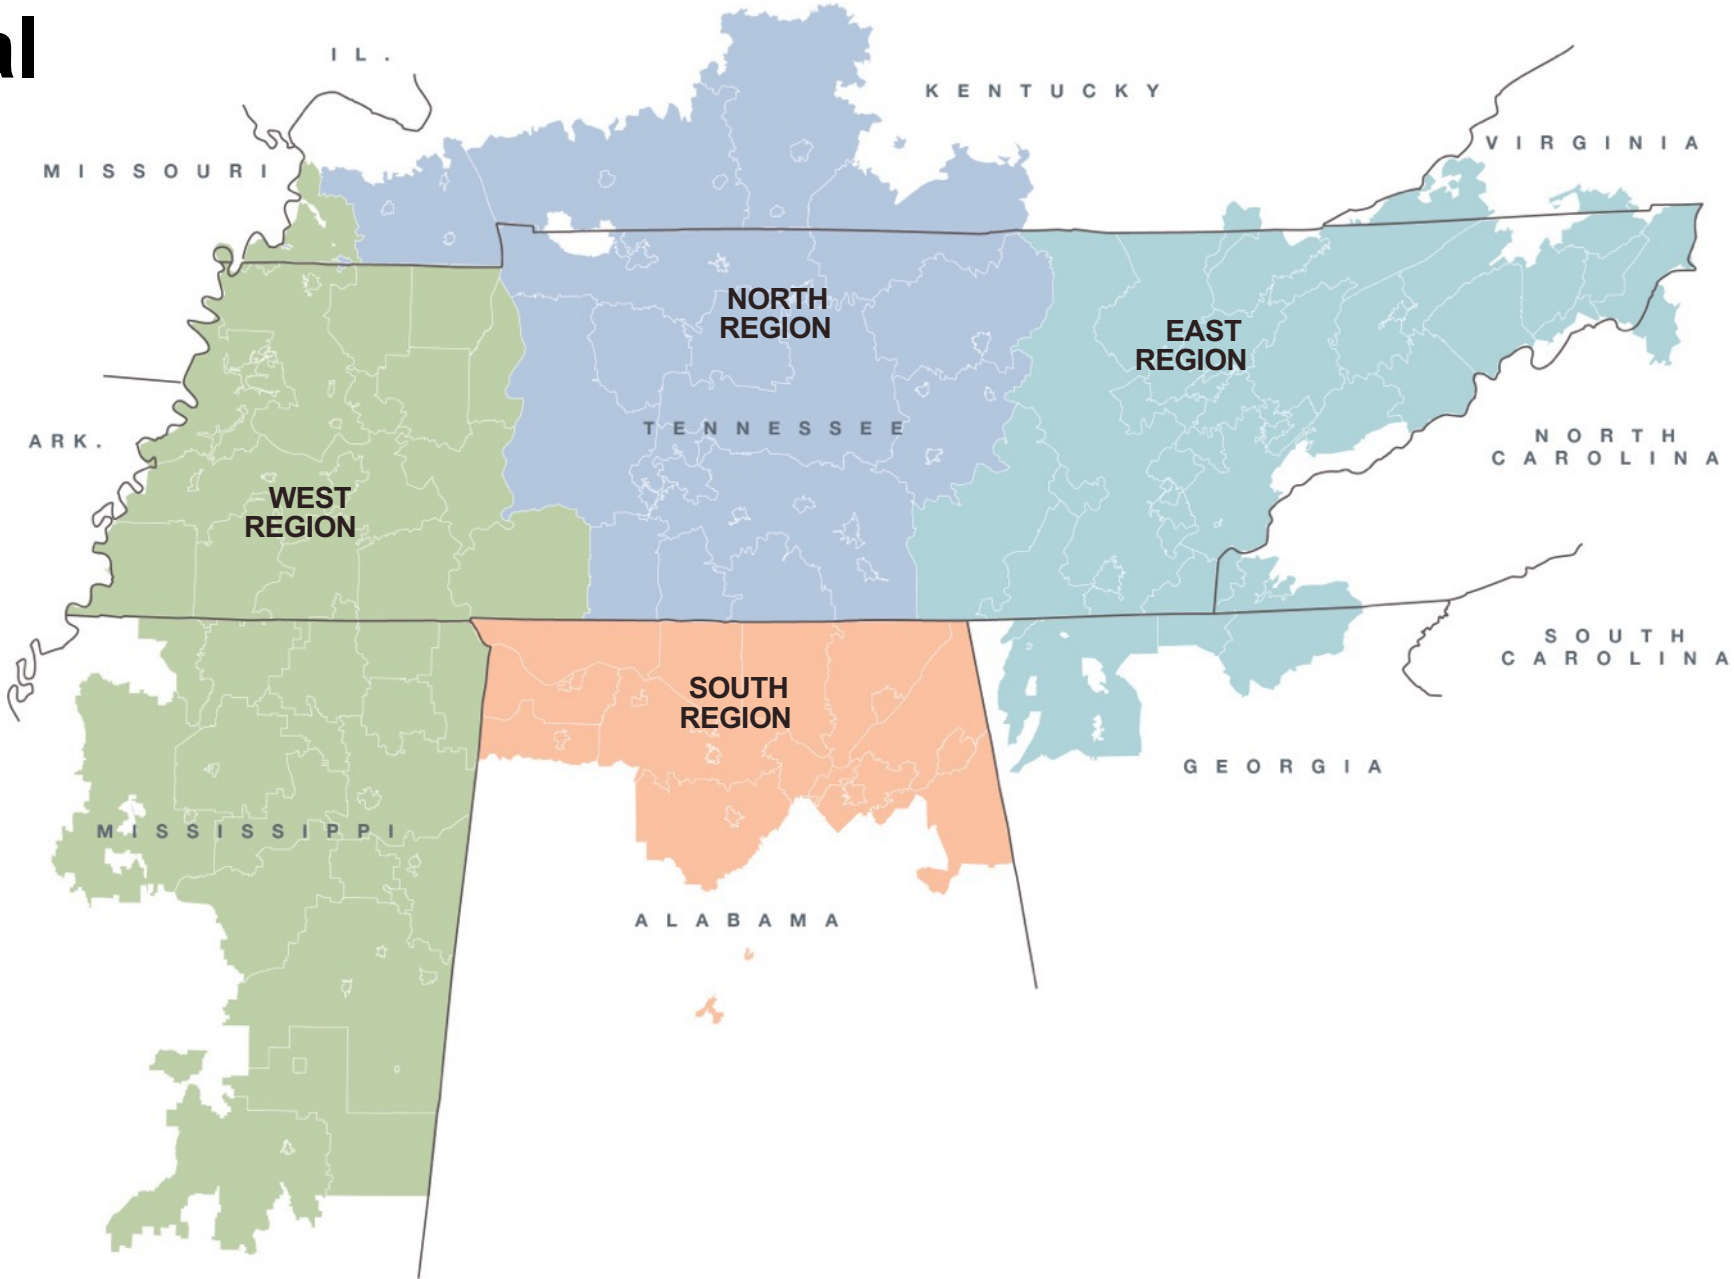 al
IL.
KENTUCKY
VIRGINIA
MISSOURI
NORTH
REGION
EAST
REGION
TENNESSEE
ARK.
NORTH
CAROLINA
WEST
REGION
SOUTH
CAROLINA
SOUTH
REGION
GEORGIA
MISSISSIPPI
ALABAMA